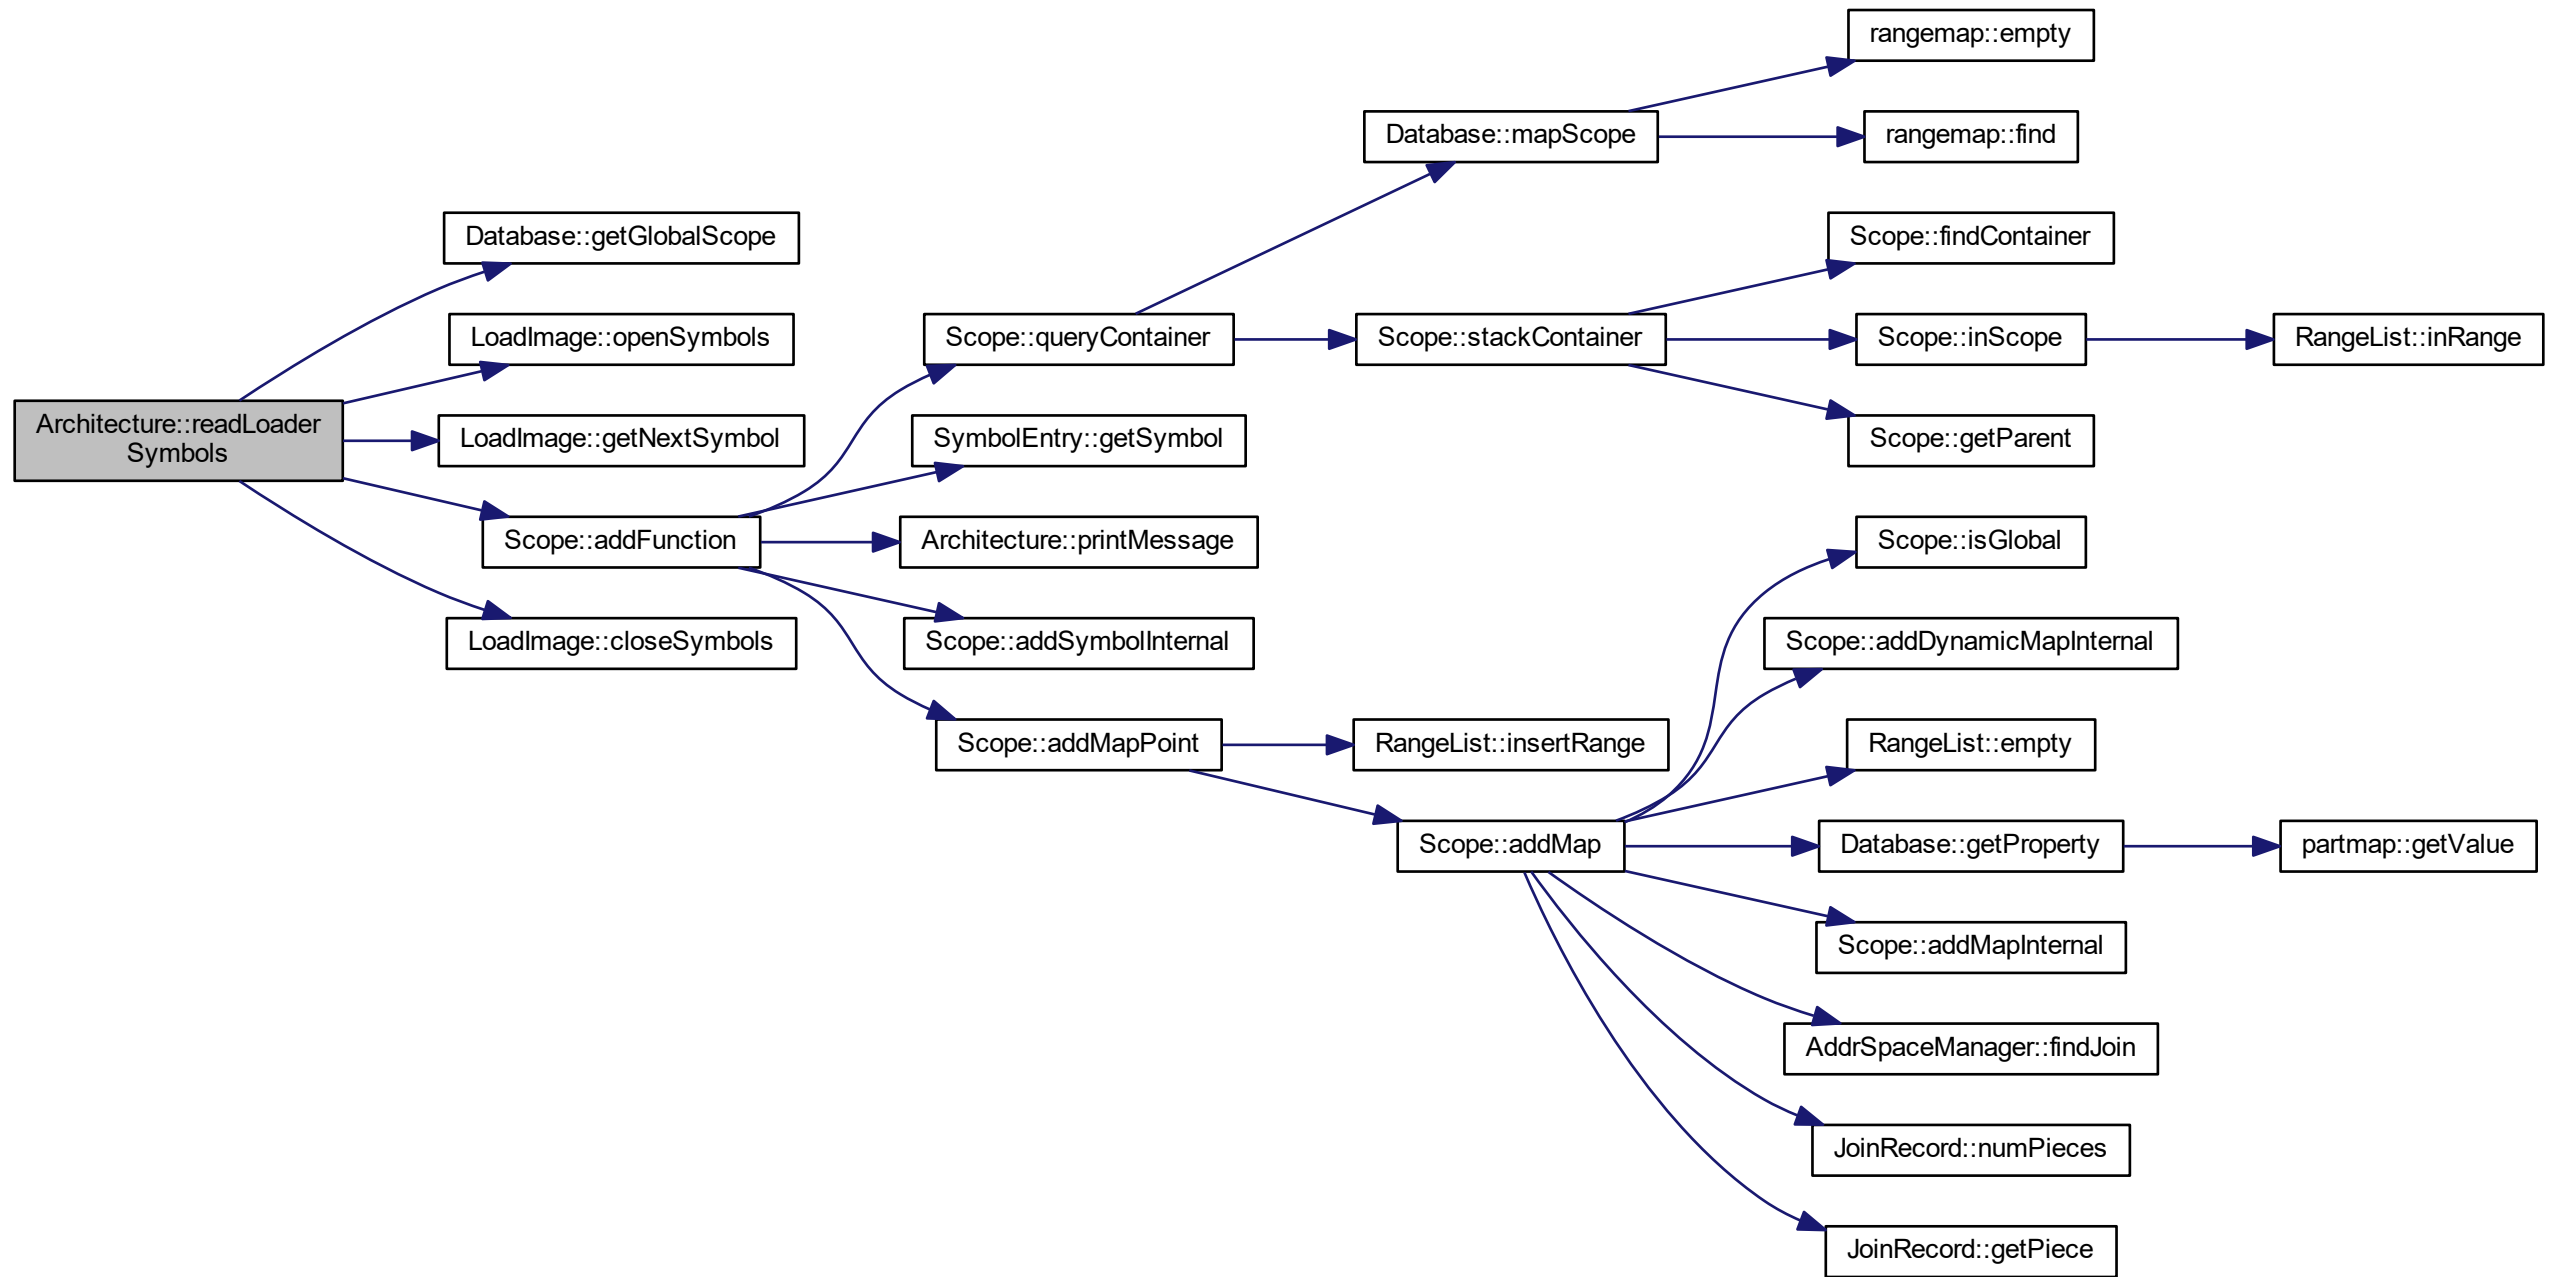 rangemap::empty
Database::mapScope
rangemap::find
Database::getGlobalScope
Scope::findContainer
LoadImage::openSymbols
Scope::queryContainer
Scope::stackContainer
Scope::inScope
RangeList::inRange
Architecture::readLoader
Symbols
LoadImage::getNextSymbol
SymbolEntry::getSymbol
Scope::getParent
Scope::addFunction
Architecture::printMessage
Scope::isGlobal
LoadImage::closeSymbols
Scope::addSymbolInternal
Scope::addDynamicMapInternal
Scope::addMapPoint
RangeList::insertRange
RangeList::empty
Scope::addMap
Database::getProperty
partmap::getValue
Scope::addMapInternal
AddrSpaceManager::findJoin
JoinRecord::numPieces
JoinRecord::getPiece